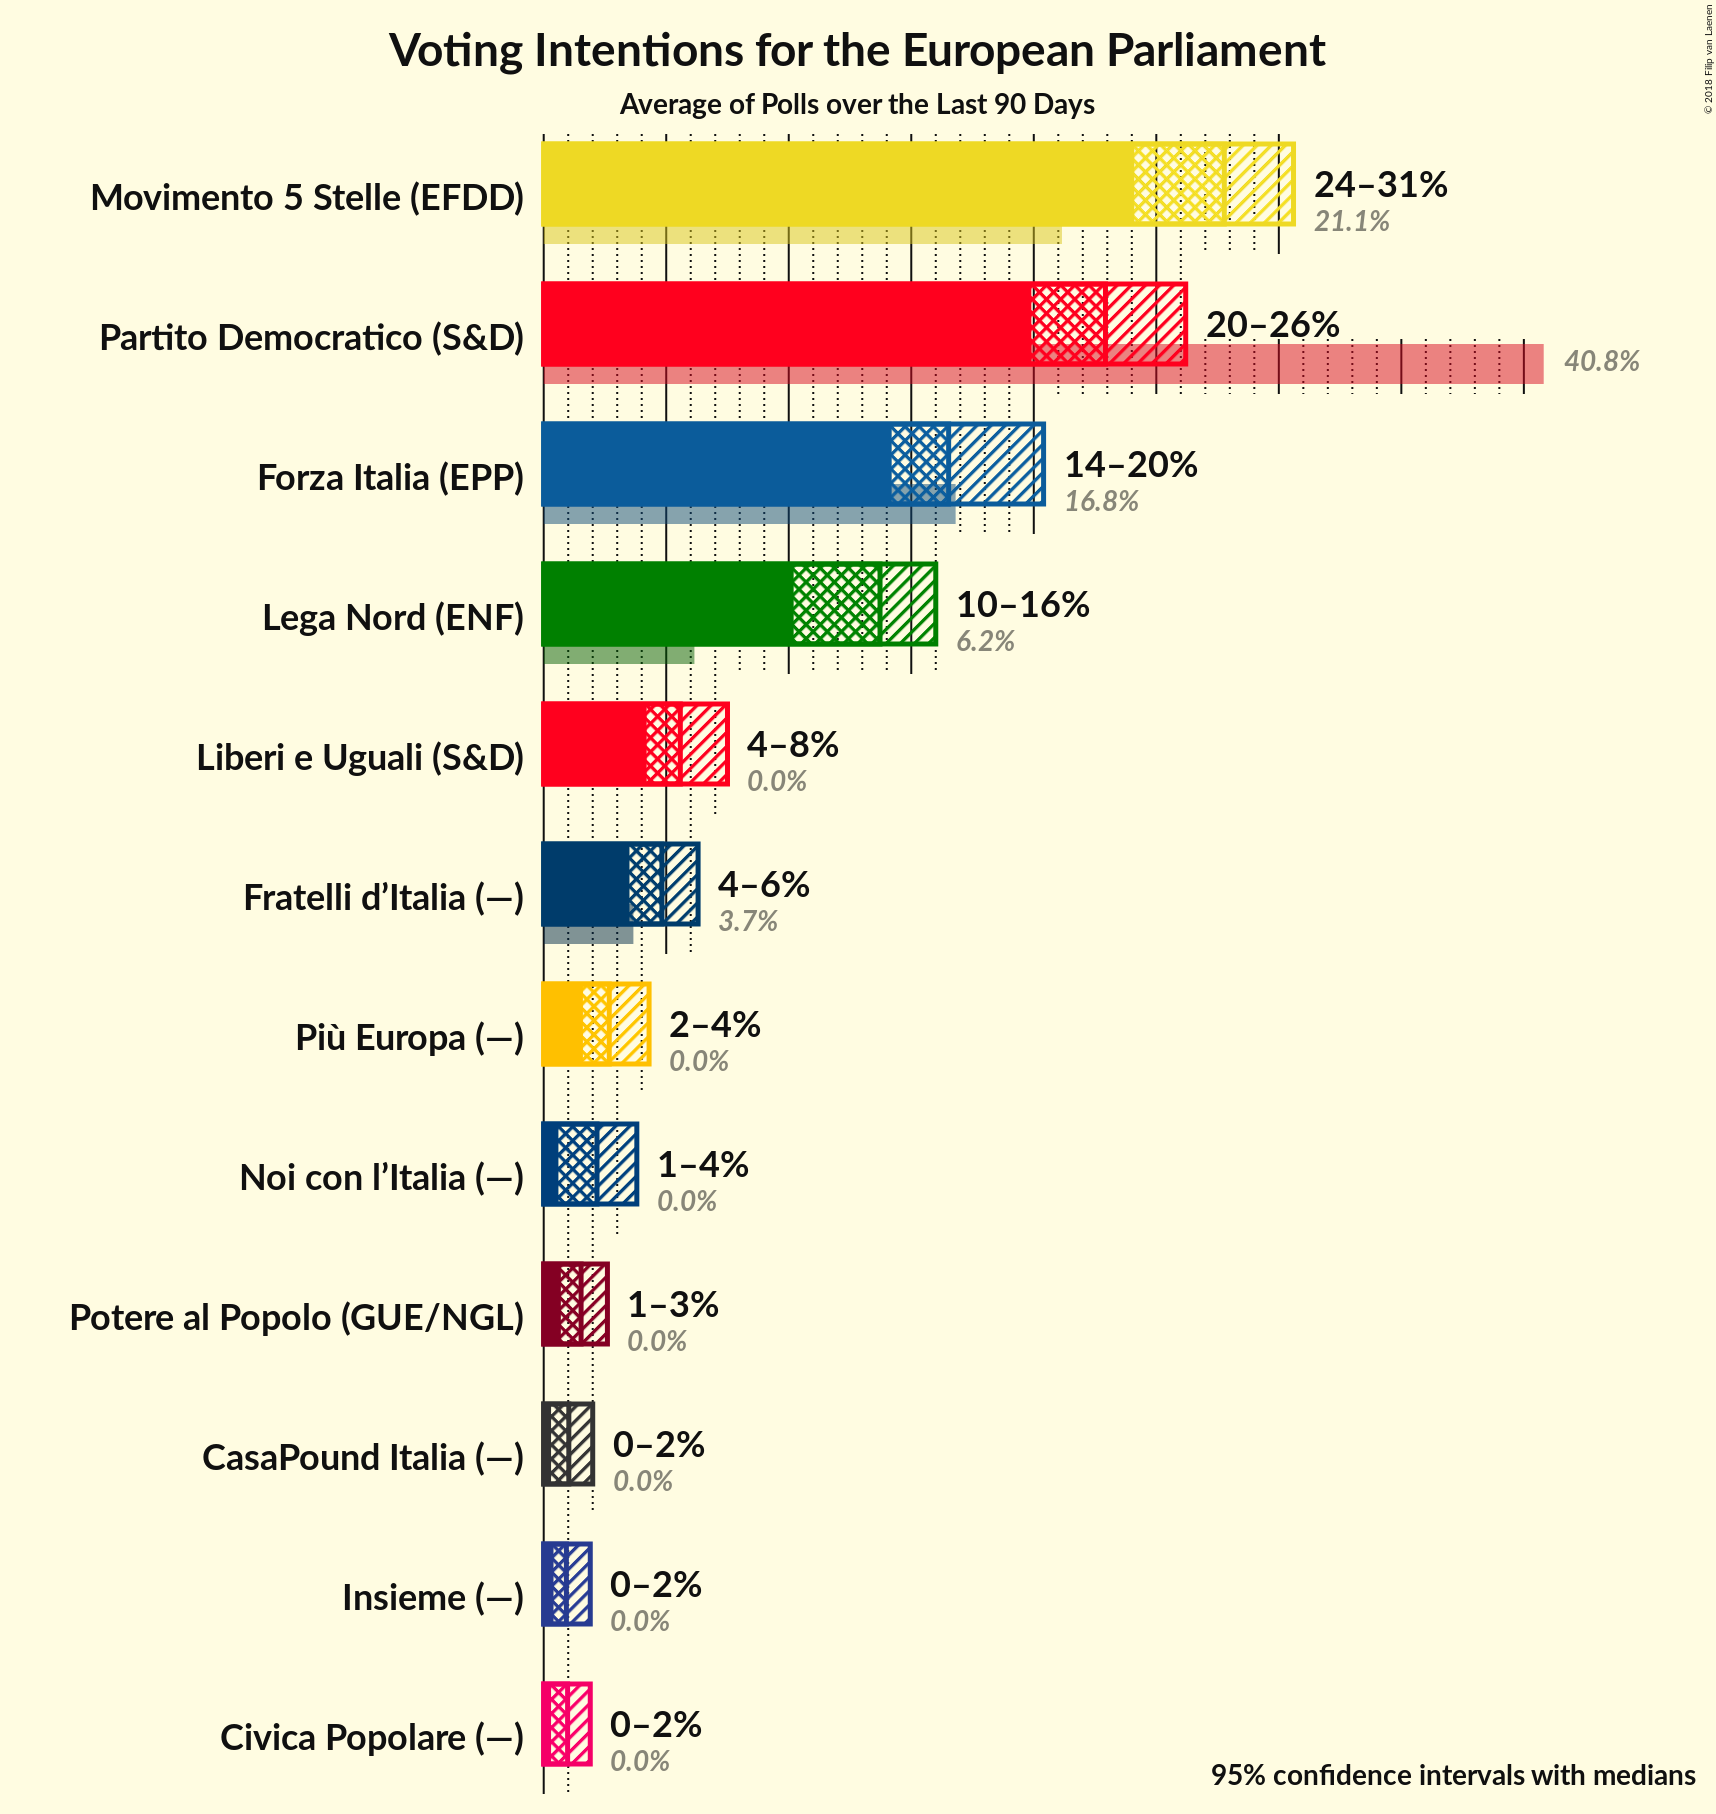 Voting Intentions for the European Parliament
Average of Polls over the Last 90 Days
© 2018 Filip van Laenen
Movimento 5 Stelle (EFDD)
24–31%
21.1%
Partito Democratico (S&D)
20–26%
40.8%
Forza Italia (EPP)
14–20%
16.8%
Lega Nord (ENF)
10–16%
6.2%
Liberi e Uguali (S&D)
4–8%
0.0%
Fratelli d’Italia (—)
4–6%
3.7%
Più Europa (—)
2–4%
0.0%
Noi con l’Italia (—)
1–4%
0.0%
Potere al Popolo (GUE/NGL)
1–3%
0.0%
CasaPound Italia (—)
0–2%
0.0%
Insieme (—)
0–2%
0.0%
Civica Popolare (—)
0–2%
0.0%
95% confidence intervals with medians